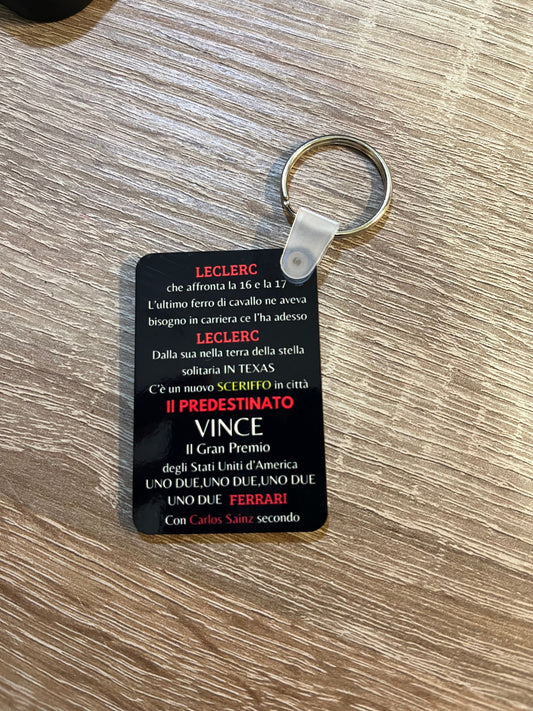 LECLERC
che affronta la 16 e la 17
L'ultimo ferro di cavallo ne aveva
bisogno in carriera ce l'ha adesso
LECLERC
Dalla sua nella terra della stella
solitaria IN TEXAS
C'è un nuovo SCERIFFO in città
Il PREDESTINATO
VINCE
Il Gran Premio
degli Stati Uniti d'America
UNO DUE,UNO DUE,UNO DUE
UNO DUE FERRARI
Con Carlos Sainz secondo